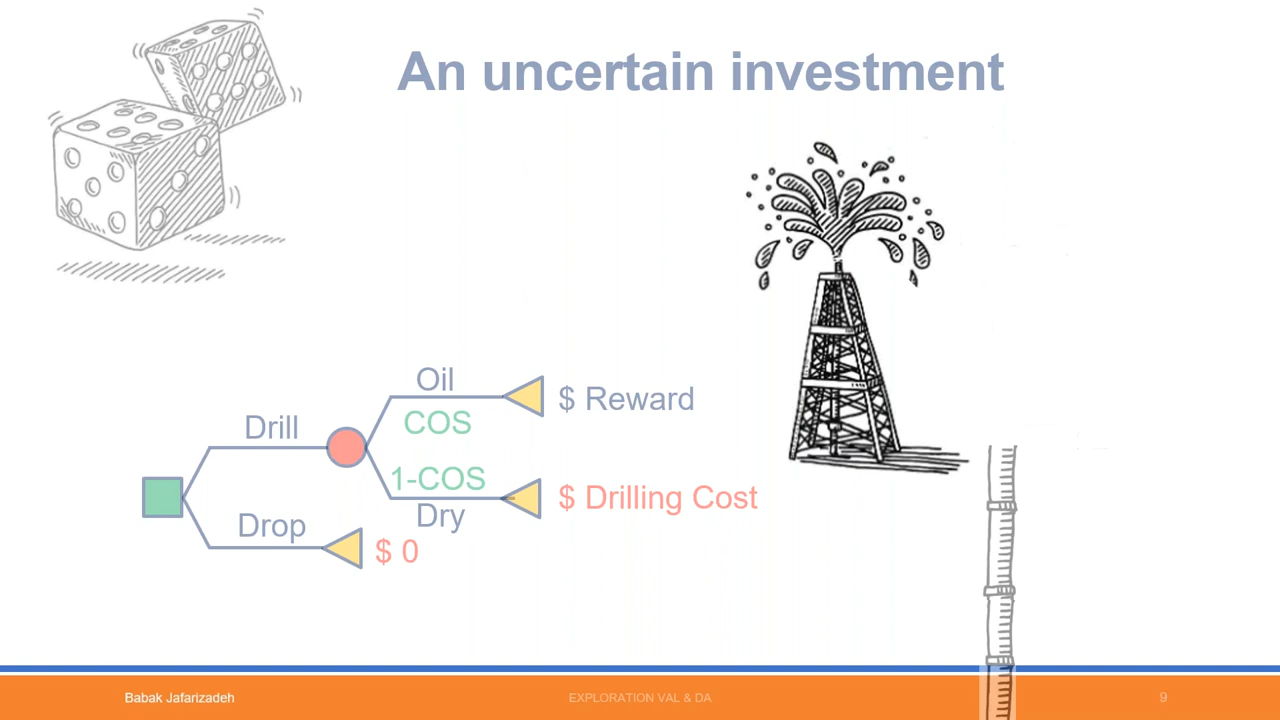 An uncertain investment
Oil
$ Reward
COS
Drill
1-COS
$ Drilling Cost
Dry
Drop
$ 0
Babak Jafarizadeh
EXPLORATION VAL & DA
9